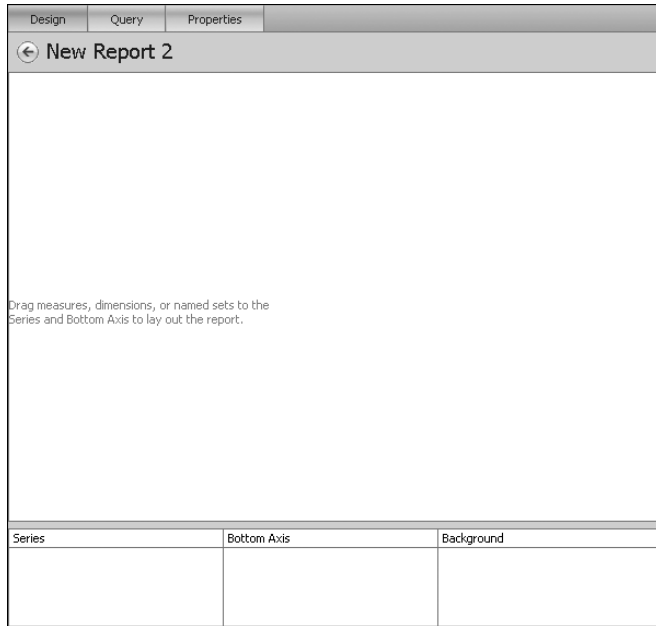 Design Query Properties
New Report 2
Drag measures, dimensions, or named sets to the
Series and Bottom Axis to lay out the report.
Series Bottom Axis Background